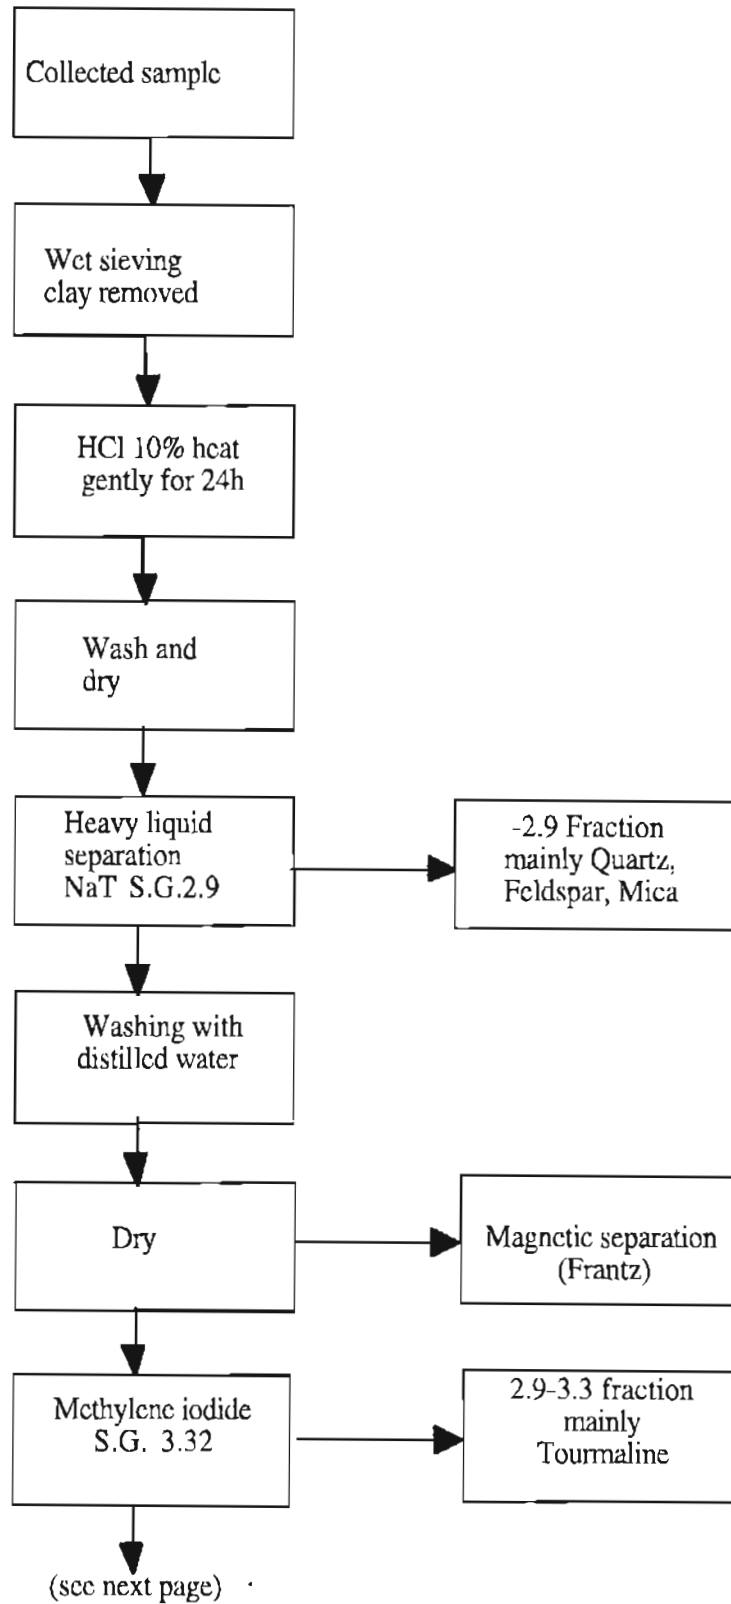 Collected sample
Wet sieving
clay removed
HCl 10% heat
gently for 24h
Wash and
dry
Heavy liquid
separation
NaT S.G.2.9
-2.9 Fraction
mainly Quartz,
Feldspar, Mica
Washing with
distilled water
Dry
Magnetic separation
(Frantz)
Methylene iodide
S.G. 3.32
2.9-3.3 fraction
mainly
Tourmaline
(see next page)